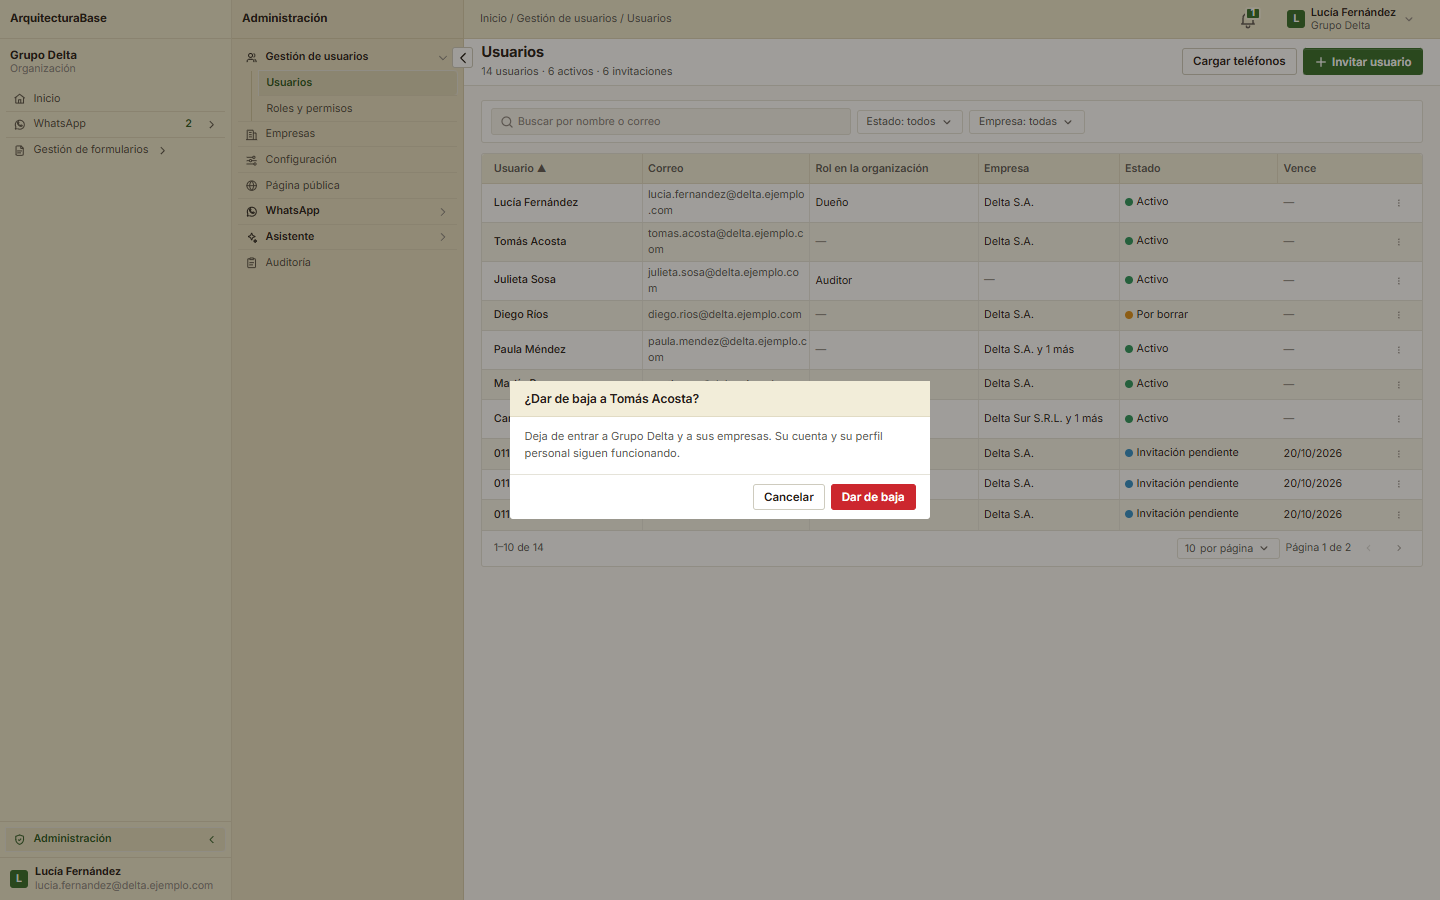 ArquitecturaBase
Grupo Delta
Organización
Inicio
WhatsApp 2
Gestión de formularios
Administración
Lucía Fernández
lucia.fernandez@delta.ejemplo.com
L
Administración
Gestión de usuarios
Usuarios
Roles y permisos
Empresas
Configuración
Página pública
WhatsApp
Asistente
Auditoría
Inicio / Gestión de usuarios / Usuarios
1
L
Lucía Fernández
Grupo Delta
Usuarios
14 usuarios · 6 activos · 6 invitaciones
Cargar teléfonos
Invitar usuario
Buscar por nombre o correo
Estado: todos
Empresa: todas
Usuario ▲ Correo Rol en la organización Empresa Estado Vence
Lucía Fernández lucia.fernandez@delta.ejemplo
.com Dueño Delta S.A. Activo —
Tomás Acosta tomas.acosta@delta.ejemplo.c
om — Delta S.A. Activo —
Julieta Sosa julieta.sosa@delta.ejemplo.co
m Auditor — Activo —
Diego Ríos diego.rios@delta.ejemplo.com — Delta S.A. Por borrar —
Paula Méndez paula.mendez@delta.ejemplo.c
om — Delta S.A. y 1 más Activo —
Delta S.A. Activo —
Delta Sur S.R.L. y 1 más Activo —
011 Delta S.A. Invitación pendiente 20/10/2026
011 Delta S.A. Invitación pendiente 20/10/2026
011 Delta S.A. Invitación pendiente 20/10/2026
1–10 de 14
10 por página
Página 1 de 2
¿Dar de baja a Tomás Acosta?
Deja de entrar a Grupo Delta y a sus empresas. Su cuenta y su perfil
personal siguen funcionando.
Cancelar
Dar de baja